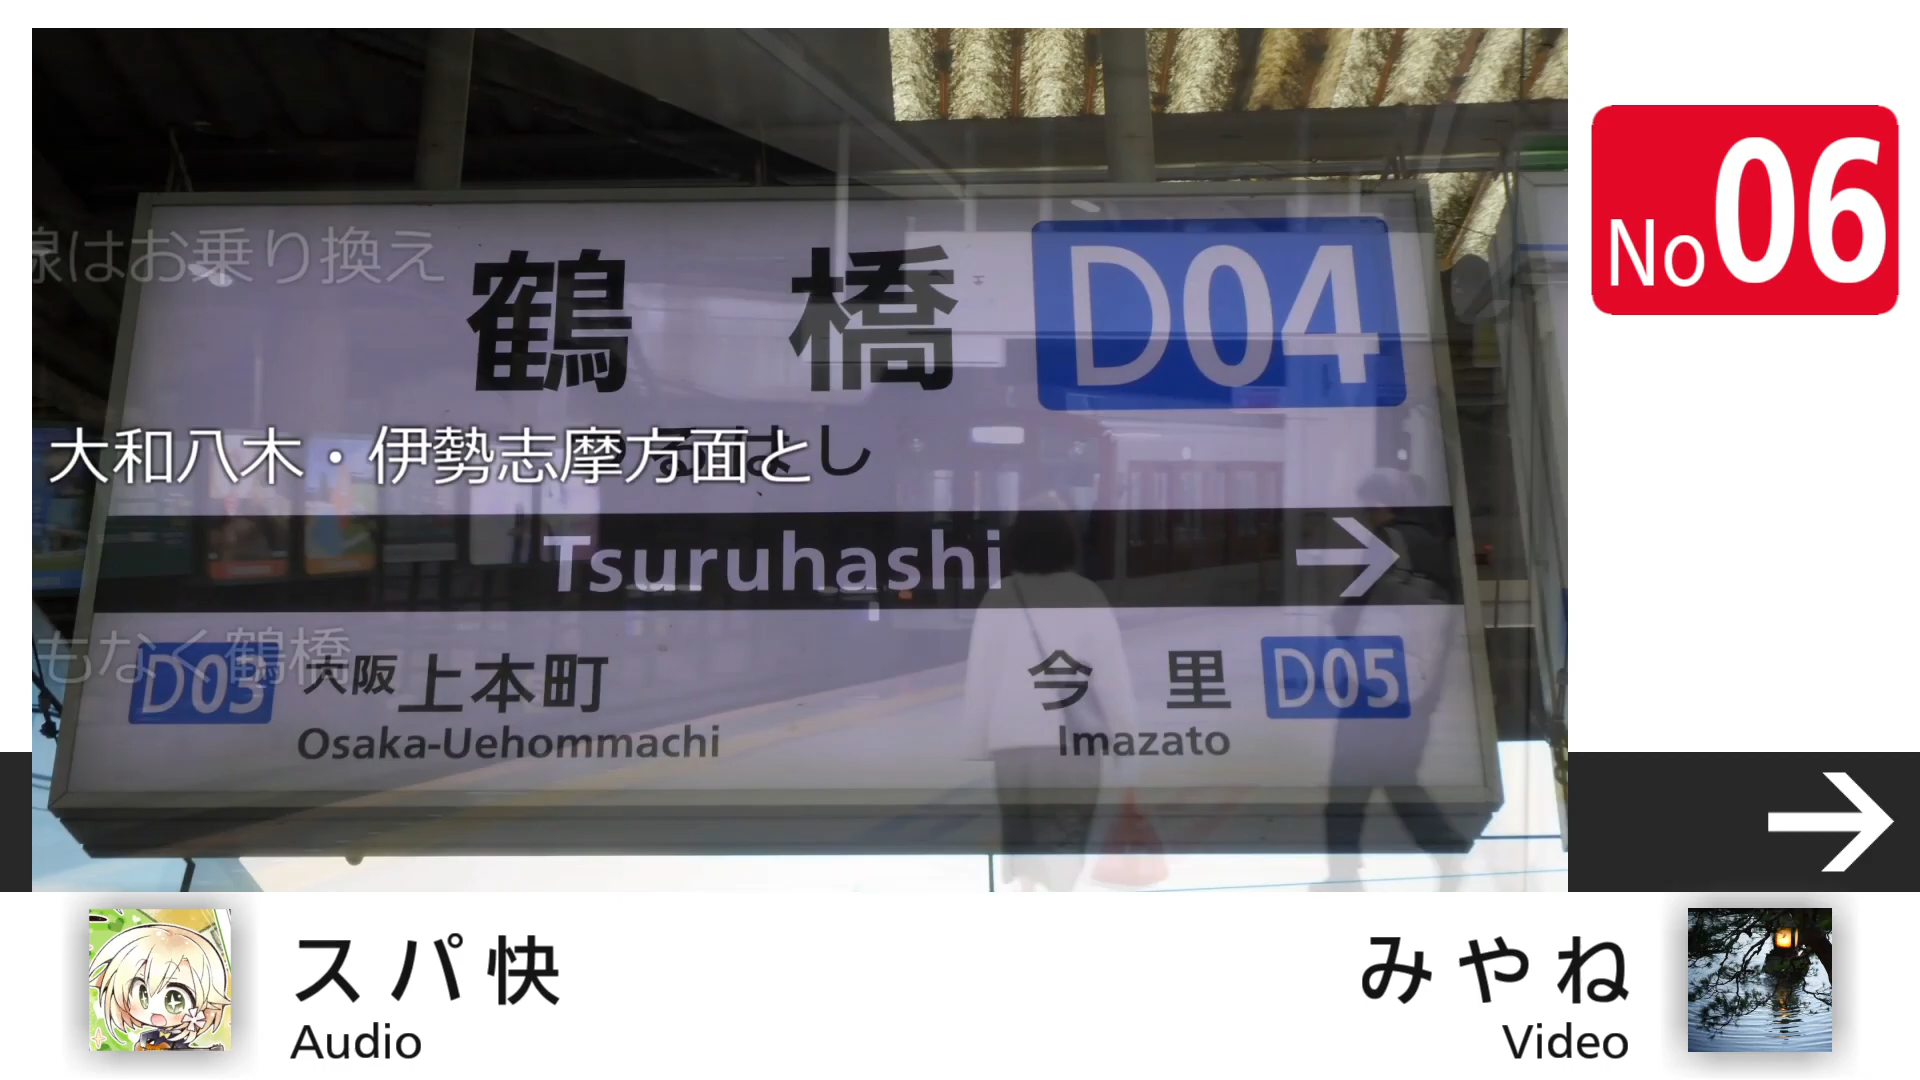 No06
線はお乗り換え
鶴橋 D04
大和八木・伊勢志摩方面と
るはし
Tsuruhashi
もなく鶴橋
D03 大阪上本町
Osaka-Uehommachi
今里 D05
Imazato
スパ快
Audio
みやね
Video